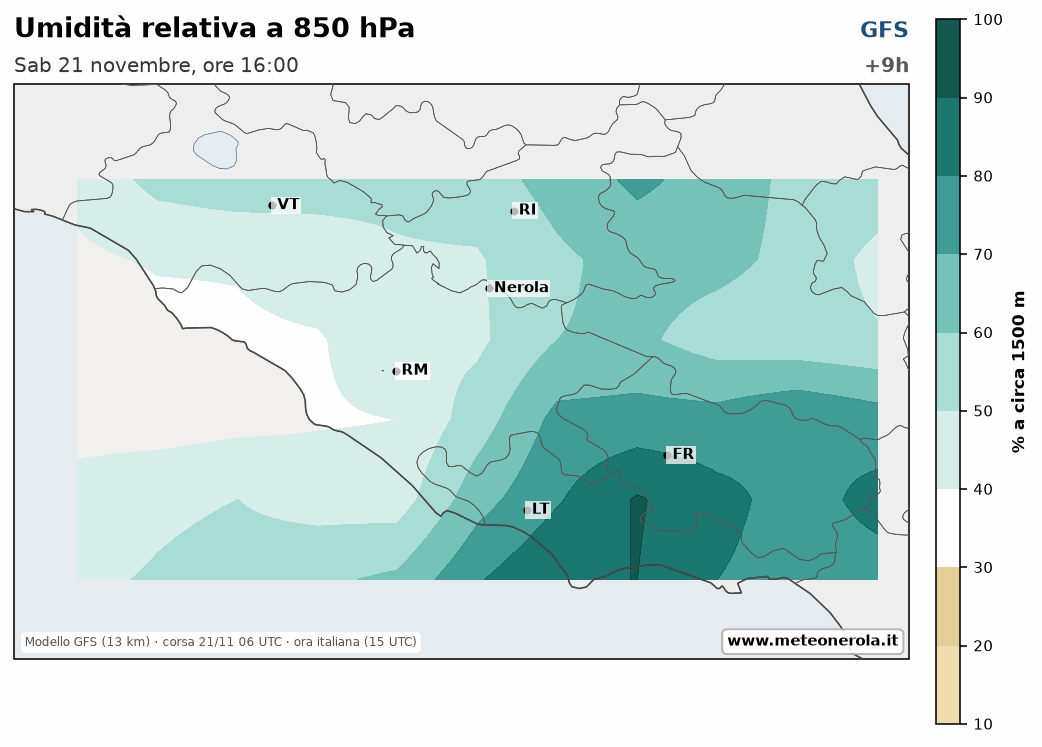 Umidità relativa a 850 hPa
GFS
Sab 21 novembre, ore 16:00
+9h
VT
RI
Nerola
RM
FR
LT
Modello GFS (13 km) · corsa 21/11 06 UTC · ora italiana (15 UTC)
www.meteonerola.it
100
90
80
70
60
50
40
30
20
10
% a circa 1500 m